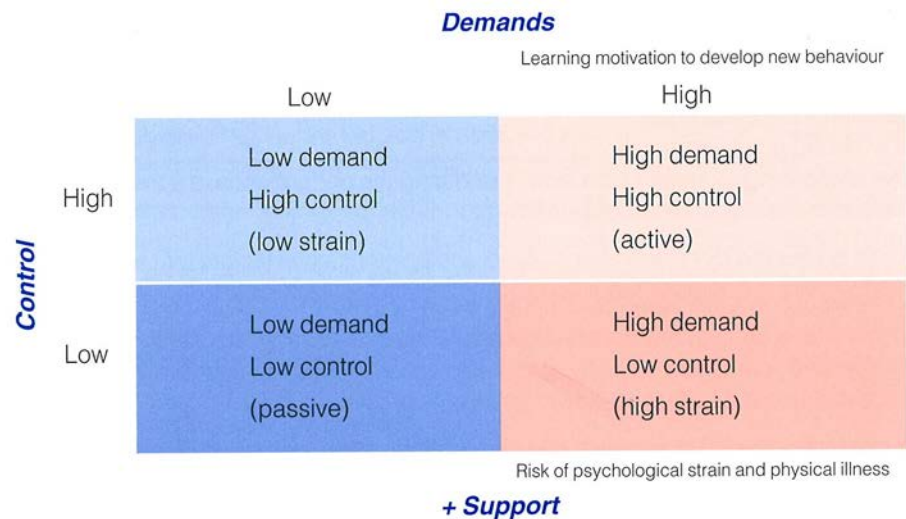 Demands
Learning motivation to develop new behaviour
Low
High
High
Low demand
High control
(low strain)
High demand
High control
(active)
Control
Low
Low demand
Low control
(passive)
High demand
Low control
(high strain)
Risk of psychological strain and physical illness
+ Support